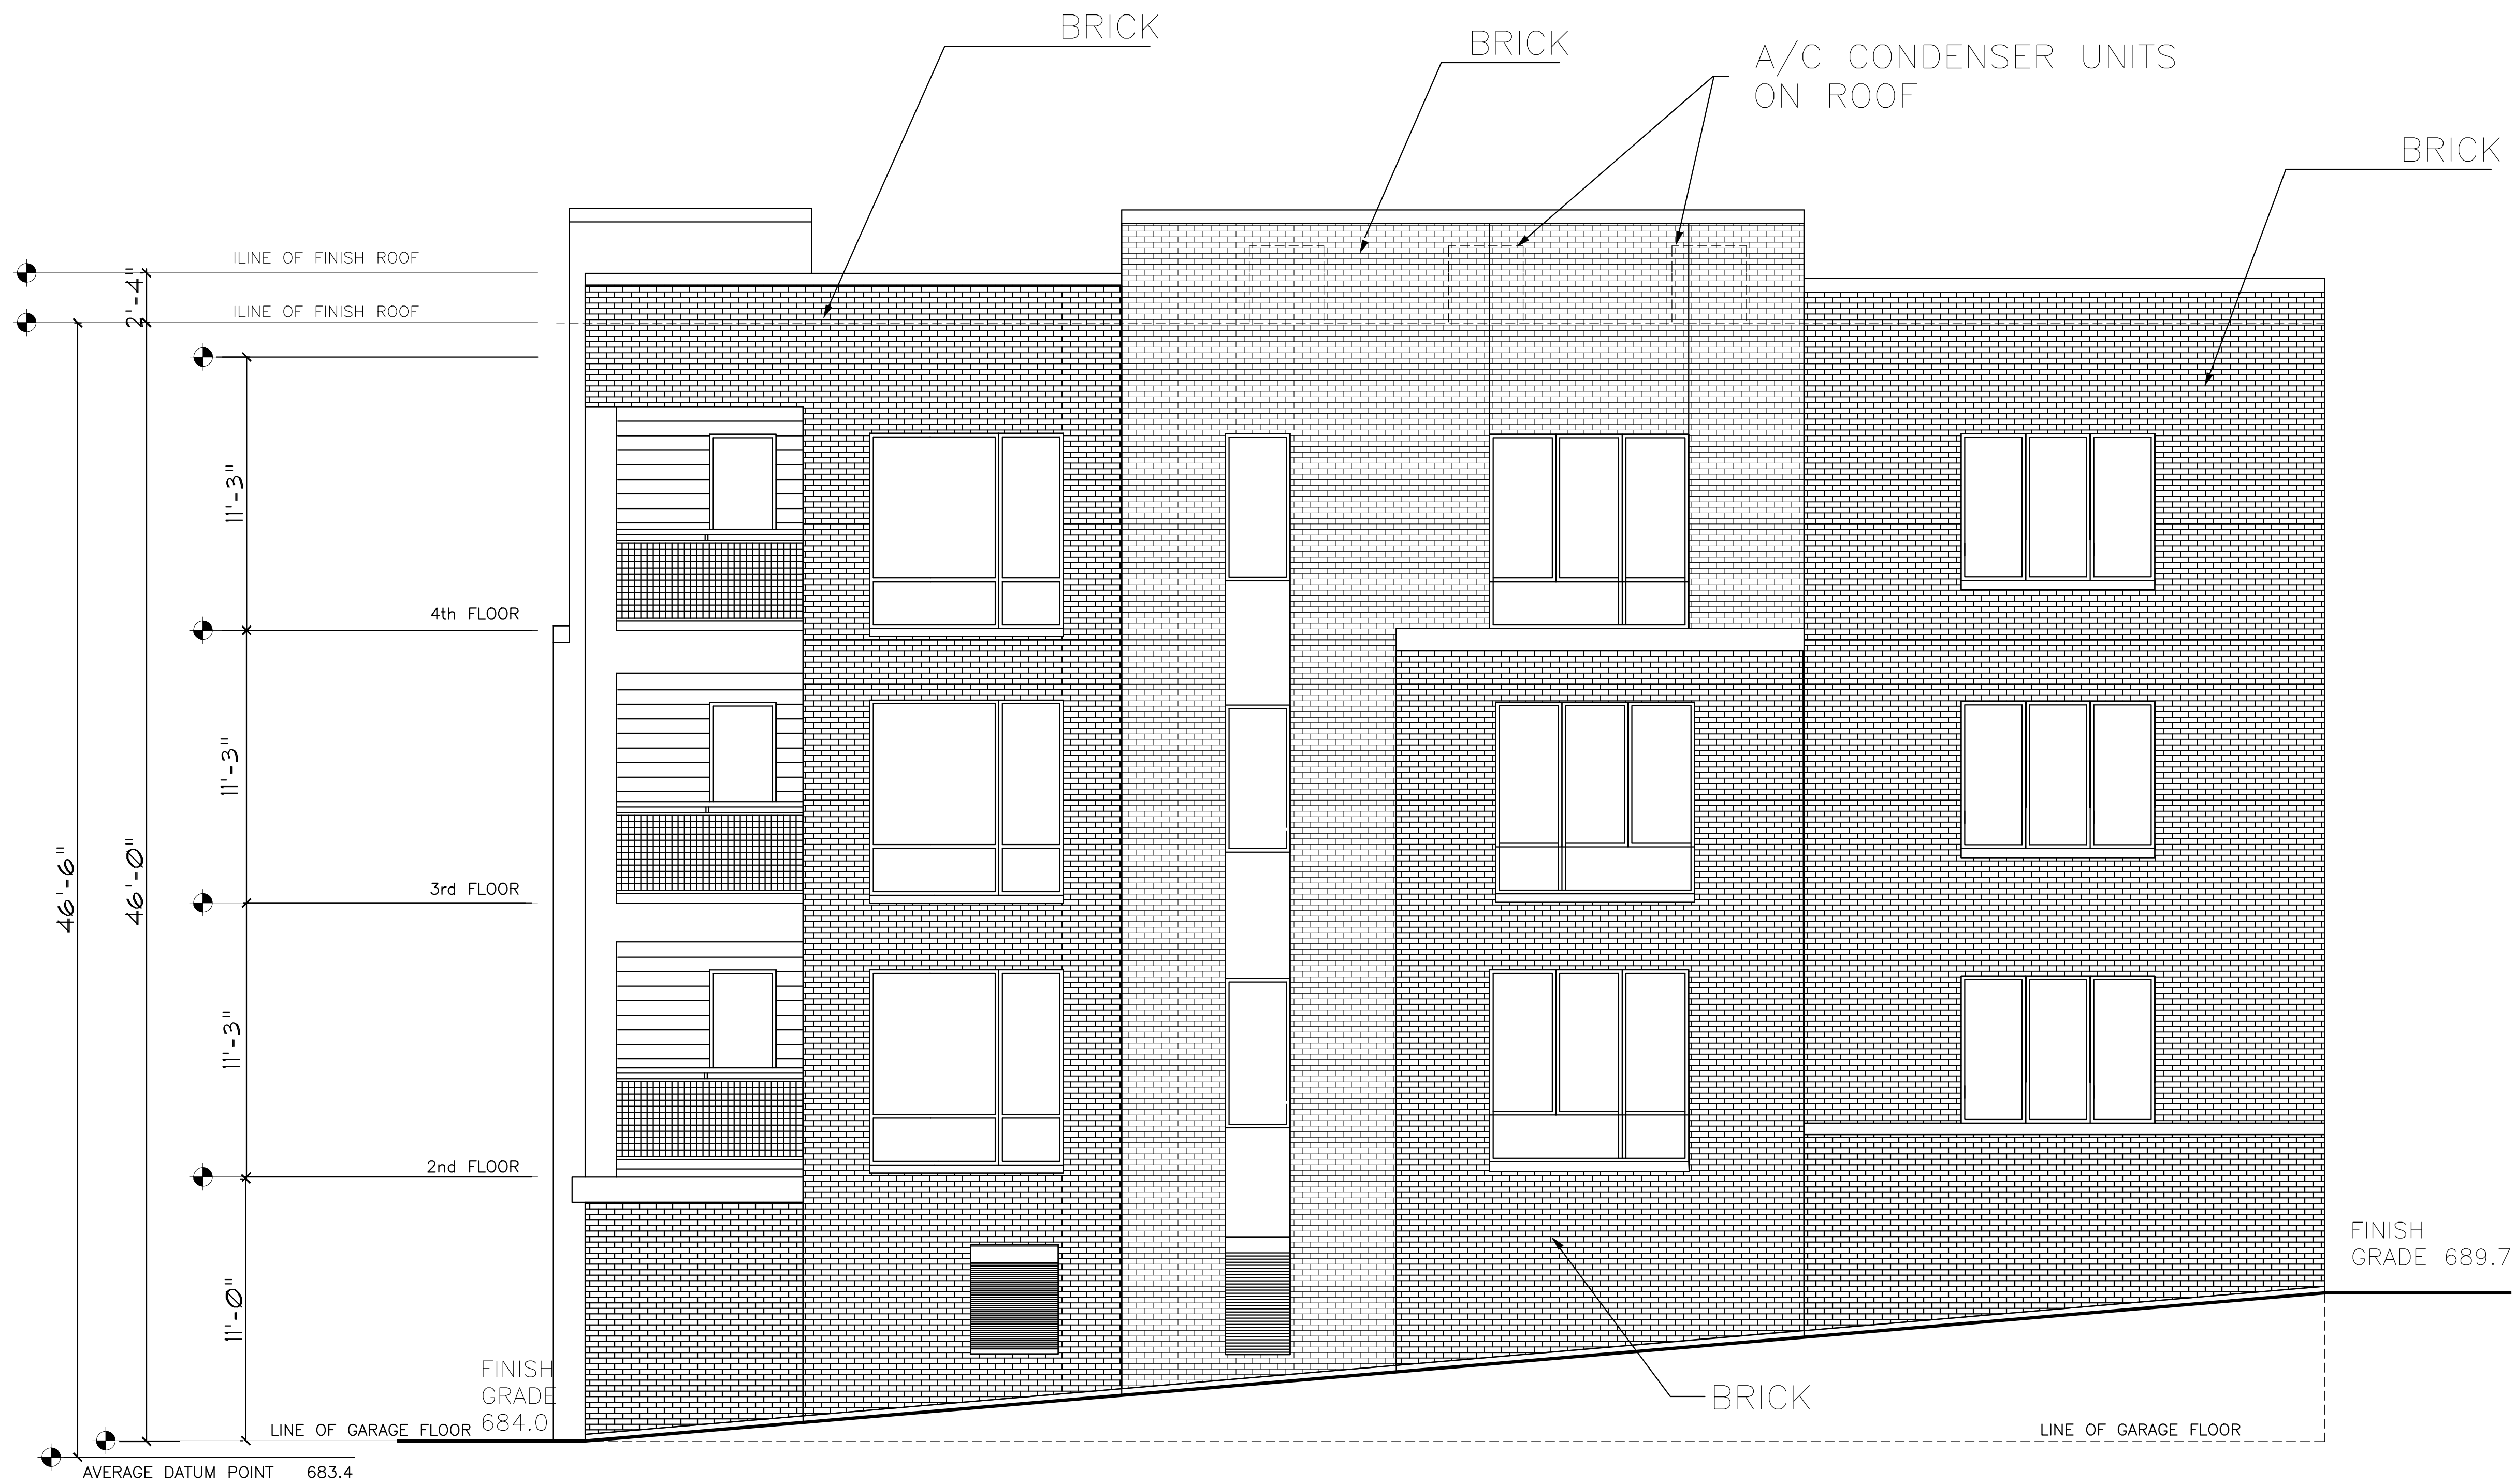 BRICK
BRICK
A/C CONDENSER UNITS
ON ROOF
BRICK
ILINE OF FINISH ROOF
2'-4"
ILINE OF FINISH ROOF
11'-3"
4th FLOOR
11'-3"
46'-6"
46'-0"
3rd FLOOR
11'-3"
2nd FLOOR
FINISH
GRADE 689.7
11'-0"
FINISH
GRADE
684.0
BRICK
LINE OF GARAGE FLOOR
LINE OF GARAGE FLOOR
AVERAGE DATUM POINT 683.4